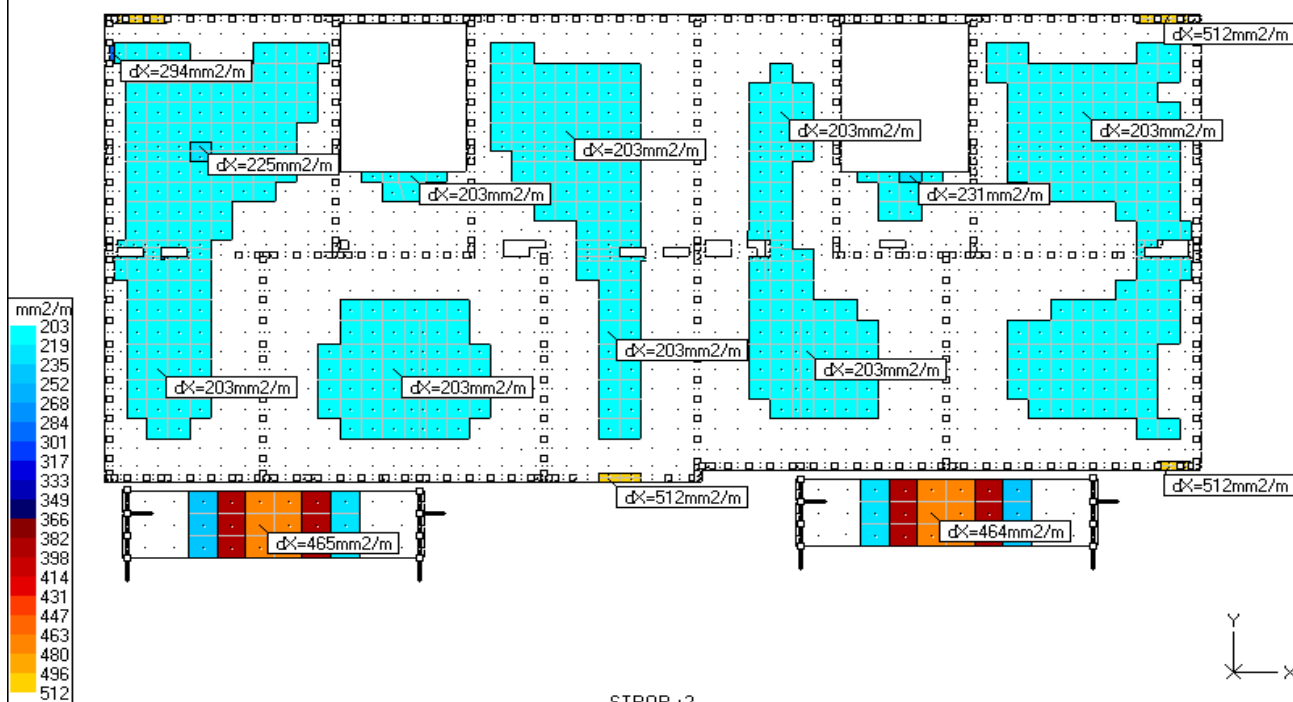 dX=512mm2/m
dX=294mm2/m
dX=203mm2/m
dX=203mm2/m
dX=203mm2/m
dX=225mm2/m
dX=203mm2/m
dX=231mm2/m
mm2/m
203
219
235
252
268
284
301
317
333
349
366
382
398
414
431
447
463
480
496
512
dX=203mm2/m
dX=203mm2/m
dX=203mm2/m
dX=203mm2/m
dX=512mm2/m
dX=512mm2/m
dX=465mm2/m
dX=464mm2/m
Y
X